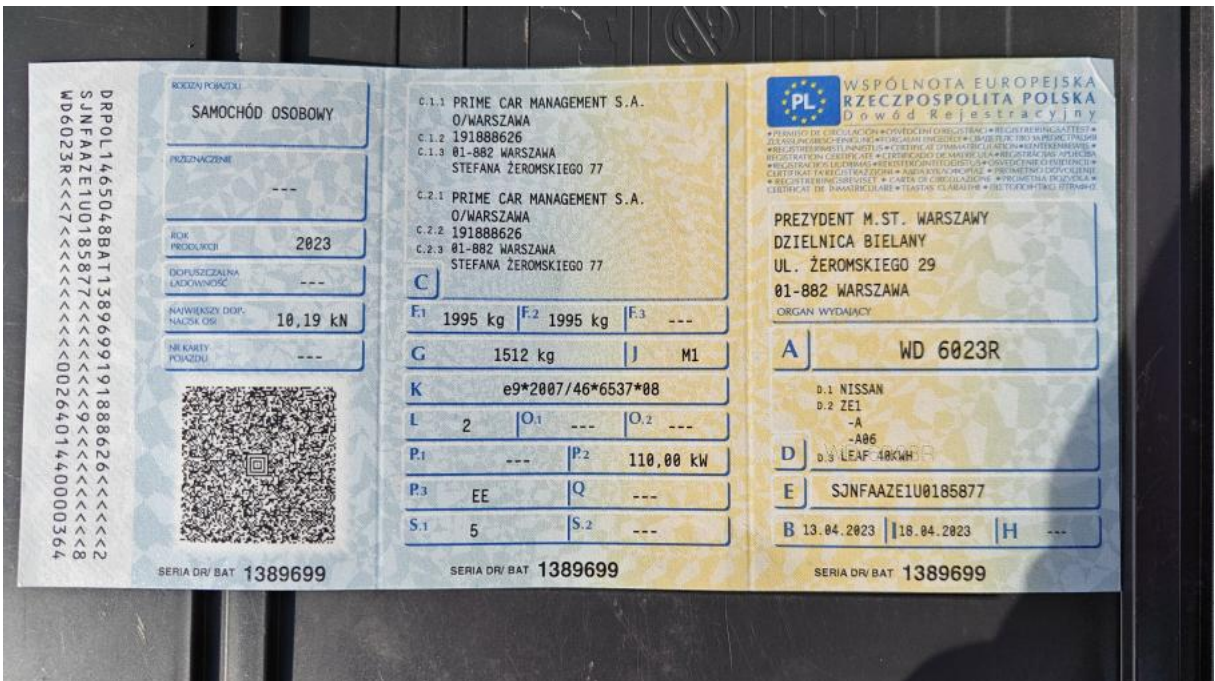 DRPOL1465048BAT1389699191888626<<<<<2
SJNFAAZE1U0185877<<<<<<<<9<<<<<<<<8
WD6023R<<<7<<<<<<<<<<<<<0026401440000364
RODZAJ POJAZDU
SAMOCHÓD OSOBOWY
PRZEZNACZENIE
---
ROK PRODUKCJI 2023
DOPUSZCZALNA ŁADOWNOŚĆ ---
NAJWIĘKSZY DOP. NACISK OSI 10,19 kN
NR KARTY POJAZDU ---
SERIA DR/ BAT 1389699
C.1.1 PRIME CAR MANAGEMENT S.A.
O/WARSZAWA
C.1.2 191888626
C.1.3 01-882 WARSZAWA
STEFANA ŻEROMSKIEGO 77
C.2.1 PRIME CAR MANAGEMENT S.A.
O/WARSZAWA
C.2.2 191888626
C.2.3 01-882 WARSZAWA
STEFANA ŻEROMSKIEGO 77
C
F.1 1995 kg F.2 1995 kg F.3 ---
G 1512 kg J M1
K e9*2007/46*6537*08
L 2 O.1 --- O.2 ---
P.1 --- P.2 110,00 kW
P.3 EE Q ---
S.1 5 S.2 ---
SERIA DR/ BAT 1389699
PL
WSPÓLNOTA EUROPEJSKA
RZECZPOSPOLITA POLSKA
Dowód Rejestracyjny
PREZYDENT M.ST. WARSZAWY
DZIELNICA BIELANY
UL. ŻEROMSKIEGO 29
01-882 WARSZAWA
ORGAN WYDAJĄCY
A WD 6023R
D.1 NISSAN
D.2 ZE1
-A
-A06
D D.3 LEAF 40KWH
E SJNFAAZE1U0185877
B 13.04.2023 I 18.04.2023 H ---
SERIA DR/ BAT 1389699